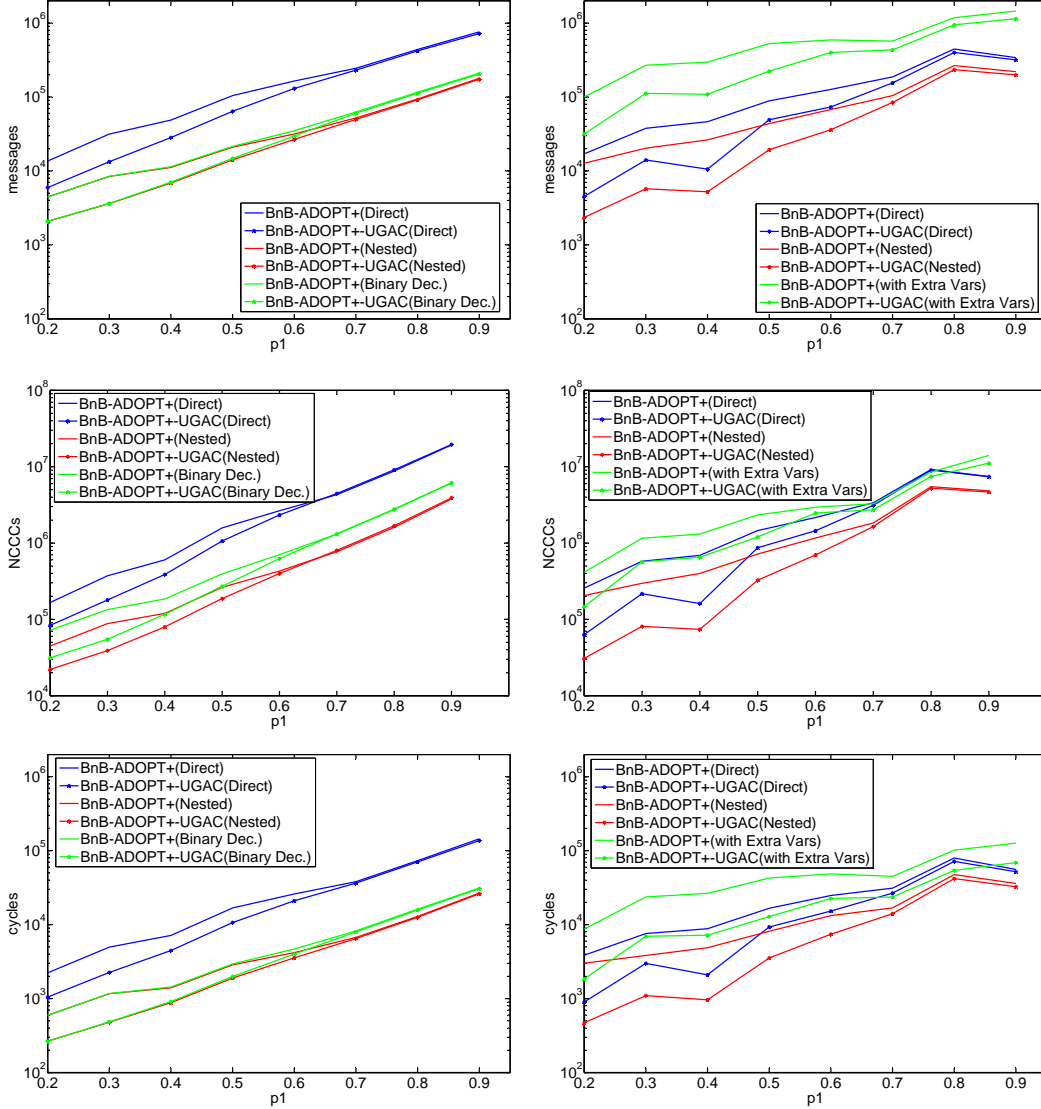 10^6
10^5
10^4
10^3
10^2
messages
BnB-ADOPT+(Direct)
BnB-ADOPT+-UGAC(Direct)
BnB-ADOPT+(Nested)
BnB-ADOPT+-UGAC(Nested)
BnB-ADOPT+(Binary Dec.)
BnB-ADOPT+-UGAC(Binary Dec.)
0.2 0.3 0.4 0.5 0.6 0.7 0.8 0.9
p1
10^6
10^5
10^4
10^3
10^2
messages
BnB-ADOPT+(Direct)
BnB-ADOPT+-UGAC(Direct)
BnB-ADOPT+(Nested)
BnB-ADOPT+-UGAC(Nested)
BnB-ADOPT+(with Extra Vars)
BnB-ADOPT+-UGAC(with Extra Vars)
0.2 0.3 0.4 0.5 0.6 0.7 0.8 0.9
p1
10^8
10^7
10^6
10^5
10^4
NCCCs
BnB-ADOPT+(Direct)
BnB-ADOPT+-UGAC(Direct)
BnB-ADOPT+(Nested)
BnB-ADOPT+-UGAC(Nested)
BnB-ADOPT+(Binary Dec.)
BnB-ADOPT+-UGAC(Binary Dec.)
0.2 0.3 0.4 0.5 0.6 0.7 0.8 0.9
p1
10^8
10^7
10^6
10^5
10^4
NCCCs
BnB-ADOPT+(Direct)
BnB-ADOPT+-UGAC(Direct)
BnB-ADOPT+(Nested)
BnB-ADOPT+-UGAC(Nested)
BnB-ADOPT+(with Extra Vars)
BnB-ADOPT+-UGAC(with Extra Vars)
0.2 0.3 0.4 0.5 0.6 0.7 0.8 0.9
p1
10^6
10^5
10^4
10^3
10^2
cycles
BnB-ADOPT+(Direct)
BnB-ADOPT+-UGAC(Direct)
BnB-ADOPT+(Nested)
BnB-ADOPT+-UGAC(Nested)
BnB-ADOPT+(Binary Dec.)
BnB-ADOPT+-UGAC(Binary Dec.)
0.2 0.3 0.4 0.5 0.6 0.7 0.8 0.9
p1
10^6
10^5
10^4
10^3
10^2
cycles
BnB-ADOPT+(Direct)
BnB-ADOPT+-UGAC(Direct)
BnB-ADOPT+(Nested)
BnB-ADOPT+-UGAC(Nested)
BnB-ADOPT+(with Extra Vars)
BnB-ADOPT+-UGAC(with Extra Vars)
0.2 0.3 0.4 0.5 0.6 0.7 0.8 0.9
p1